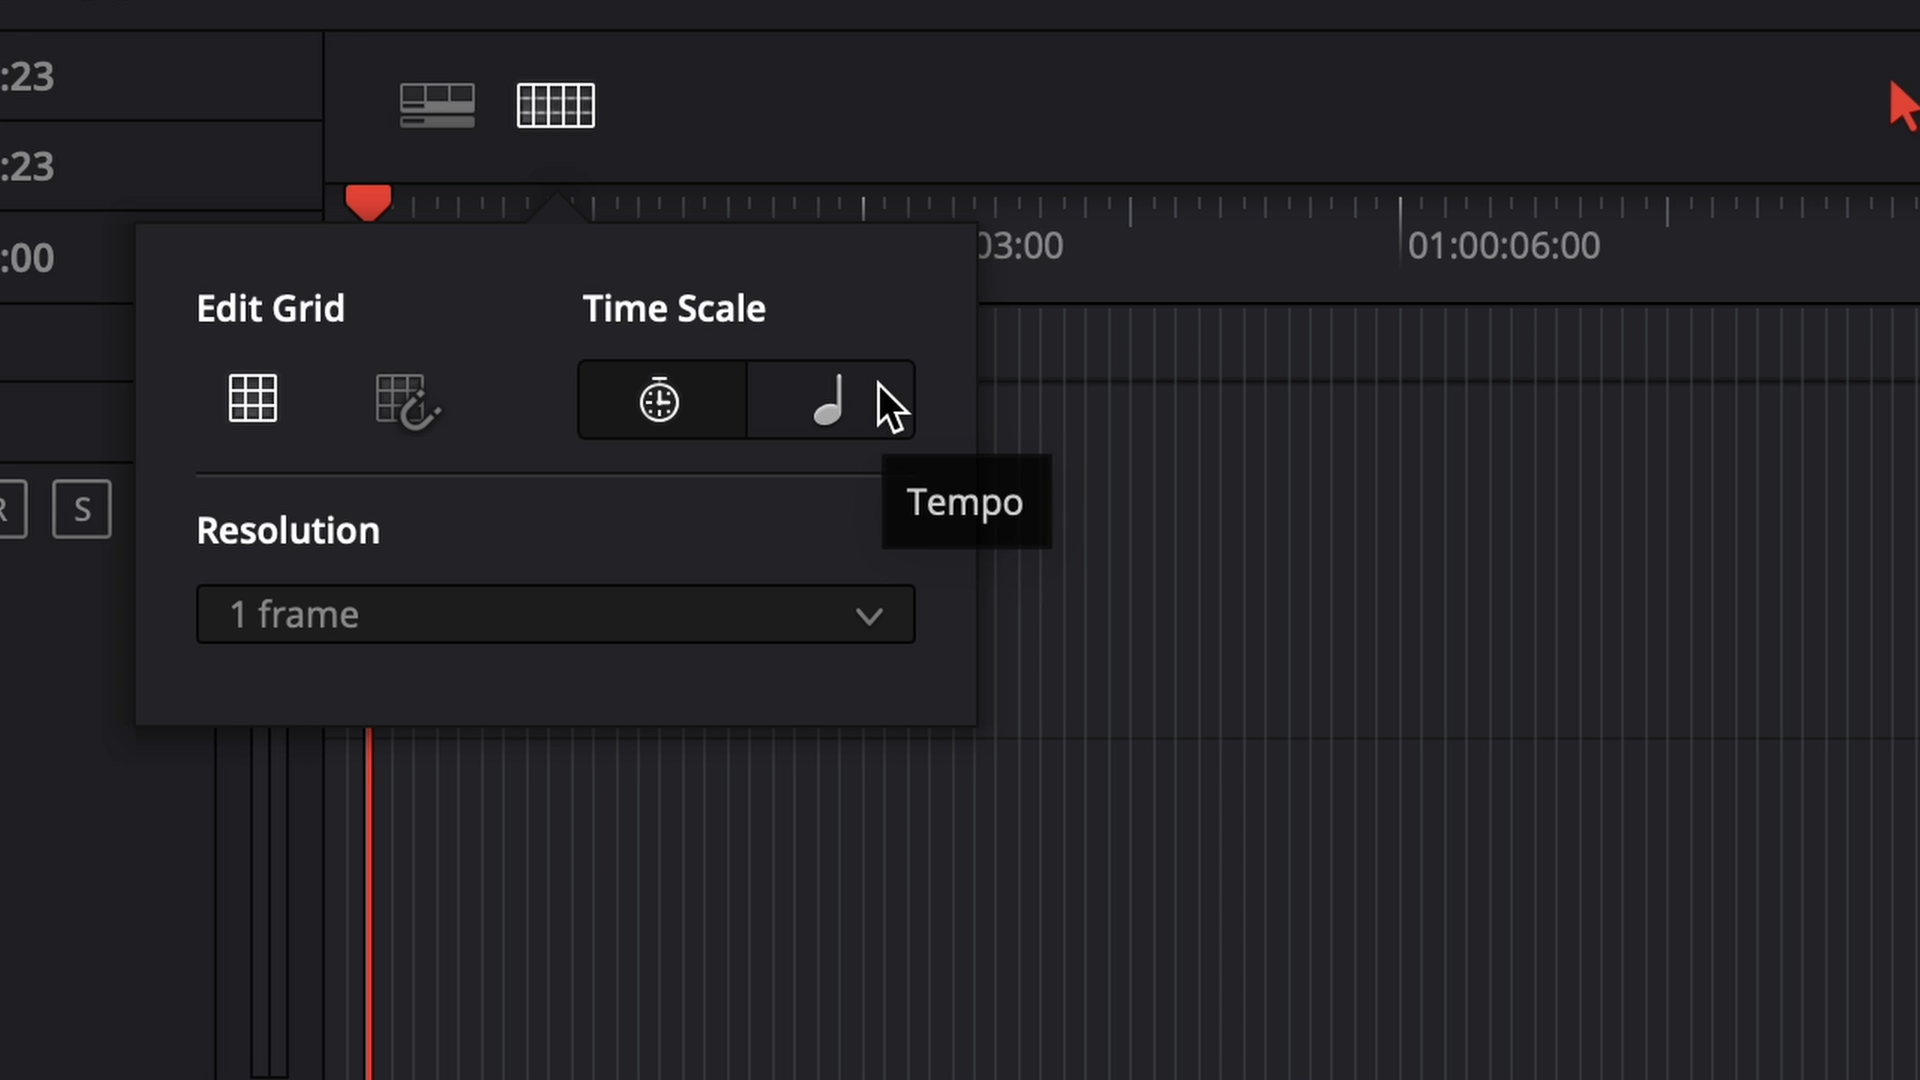 :23
:23
:00
03:00
01:00:06:00
Edit Grid
Time Scale
Tempo
R
S
Resolution
1 frame